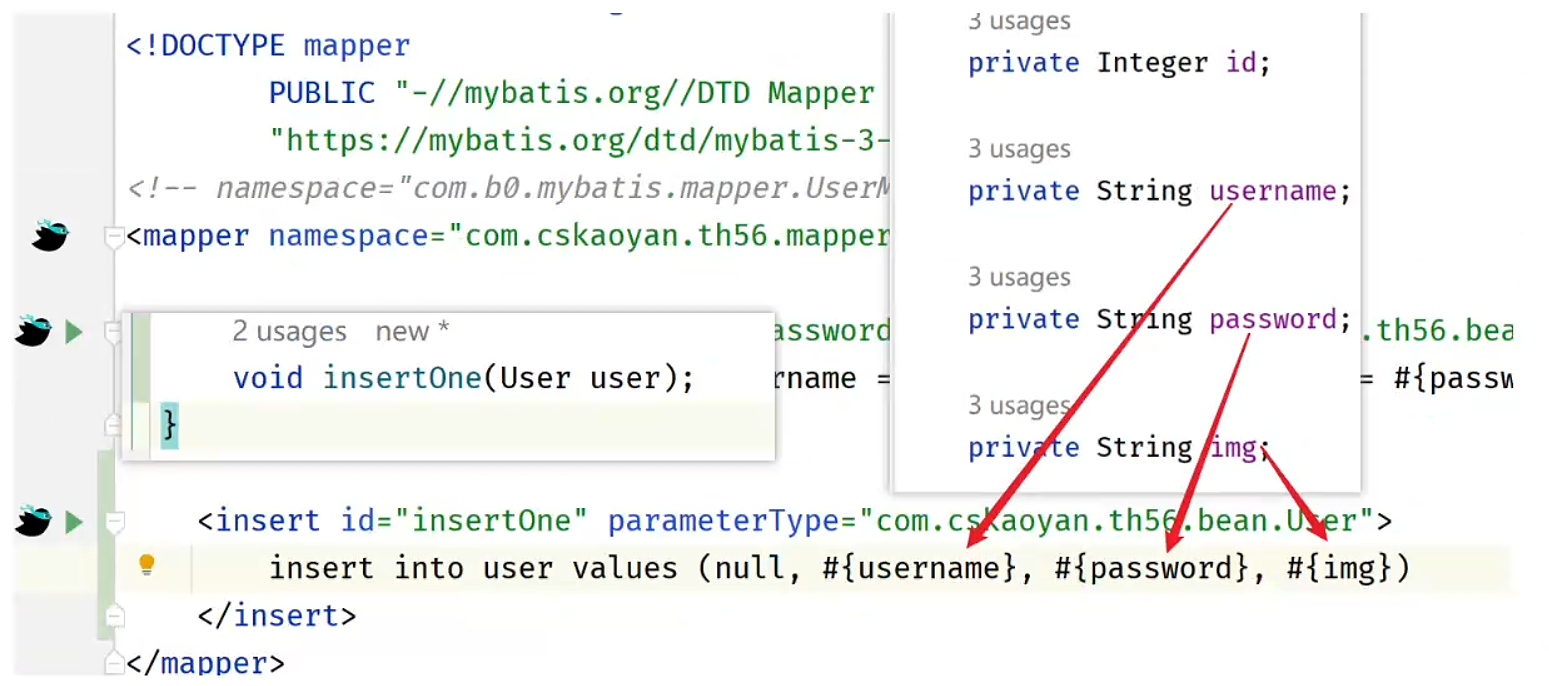 <!DOCTYPE mapper
PUBLIC "-//mybatis.org//DTD Mapper
"https://mybatis.org/dtd/mybatis-3-
<!-- namespace="com.b0.mybatis.mapper.UserM
<mapper namespace="com.cskaoyan.th56.mapper
3 usages
private Integer id;
3 usages
private String username;
3 usages
private String password;
3 usages
private String img;
2 usages new *
void insertOne(User user);
}
assword
.th56.bea
rname =
= #{passw
<insert id="insertOne" parameterType="com.cskaoyan.th56.bean.User">
insert into user values (null, #{username}, #{password}, #{img})
</insert>
</mapper>